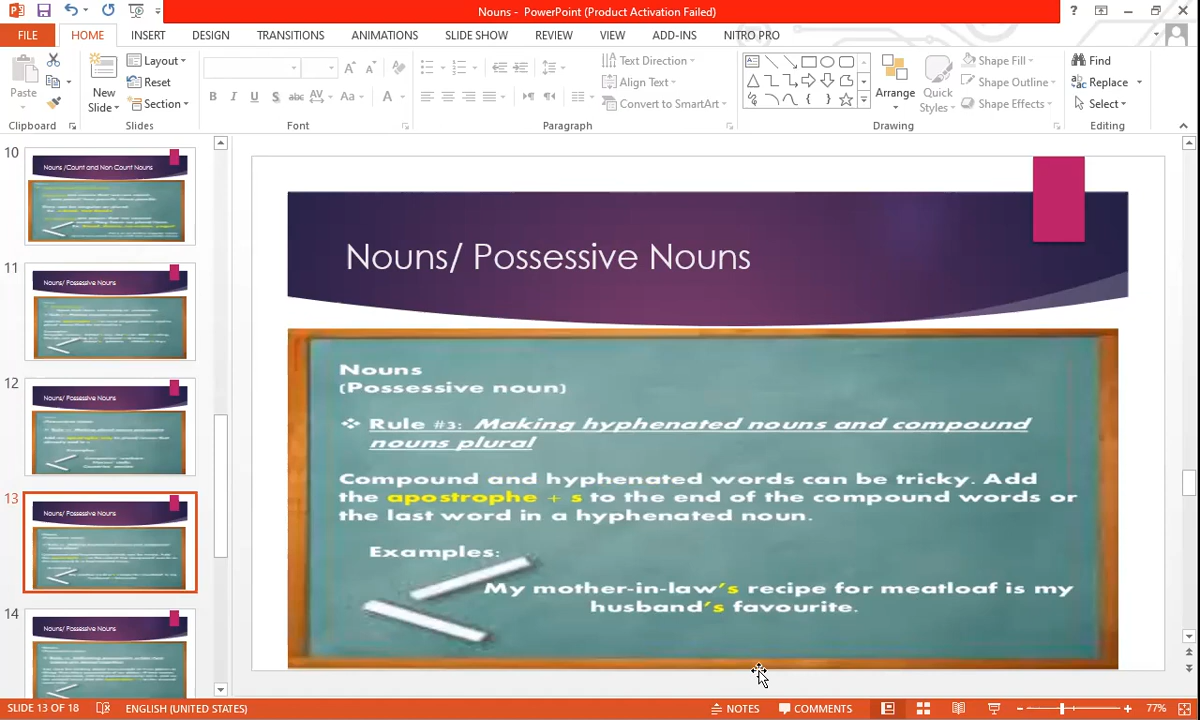 Nouns - PowerPoint (Product Activation Failed)
FILE HOME INSERT DESIGN TRANSITIONS ANIMATIONS SLIDE SHOW REVIEW VIEW ADD-INS NITRO PRO
Paste
New Slide
Layout
Reset
Section
B I U S abc AV Aa A
Text Direction
Align Text
Convert to SmartArt
Arrange
Quick Styles
Shape Fill
Shape Outline
Shape Effects
Find
Replace
Select
Clipboard Slides Font Paragraph Drawing Editing
10
Nouns /Count and Non Count Nouns
11
Nouns/ Possessive Nouns
12
Nouns/ Possessive Nouns
13
Nouns/ Possessive Nouns
14
Nouns/ Possessive Nouns
Nouns/ Possessive Nouns
Nouns
(Possessive noun)
❖ Rule #3: Making hyphenated nouns and compound
nouns plural
Compound and hyphenated words can be tricky. Add
the apostrophe + s to the end of the compound words or
the last word in a hyphenated noun.
Examples:
My mother-in-law's recipe for meatloaf is my
husband's favourite.
SLIDE 13 OF 18 ENGLISH (UNITED STATES) NOTES COMMENTS 77%